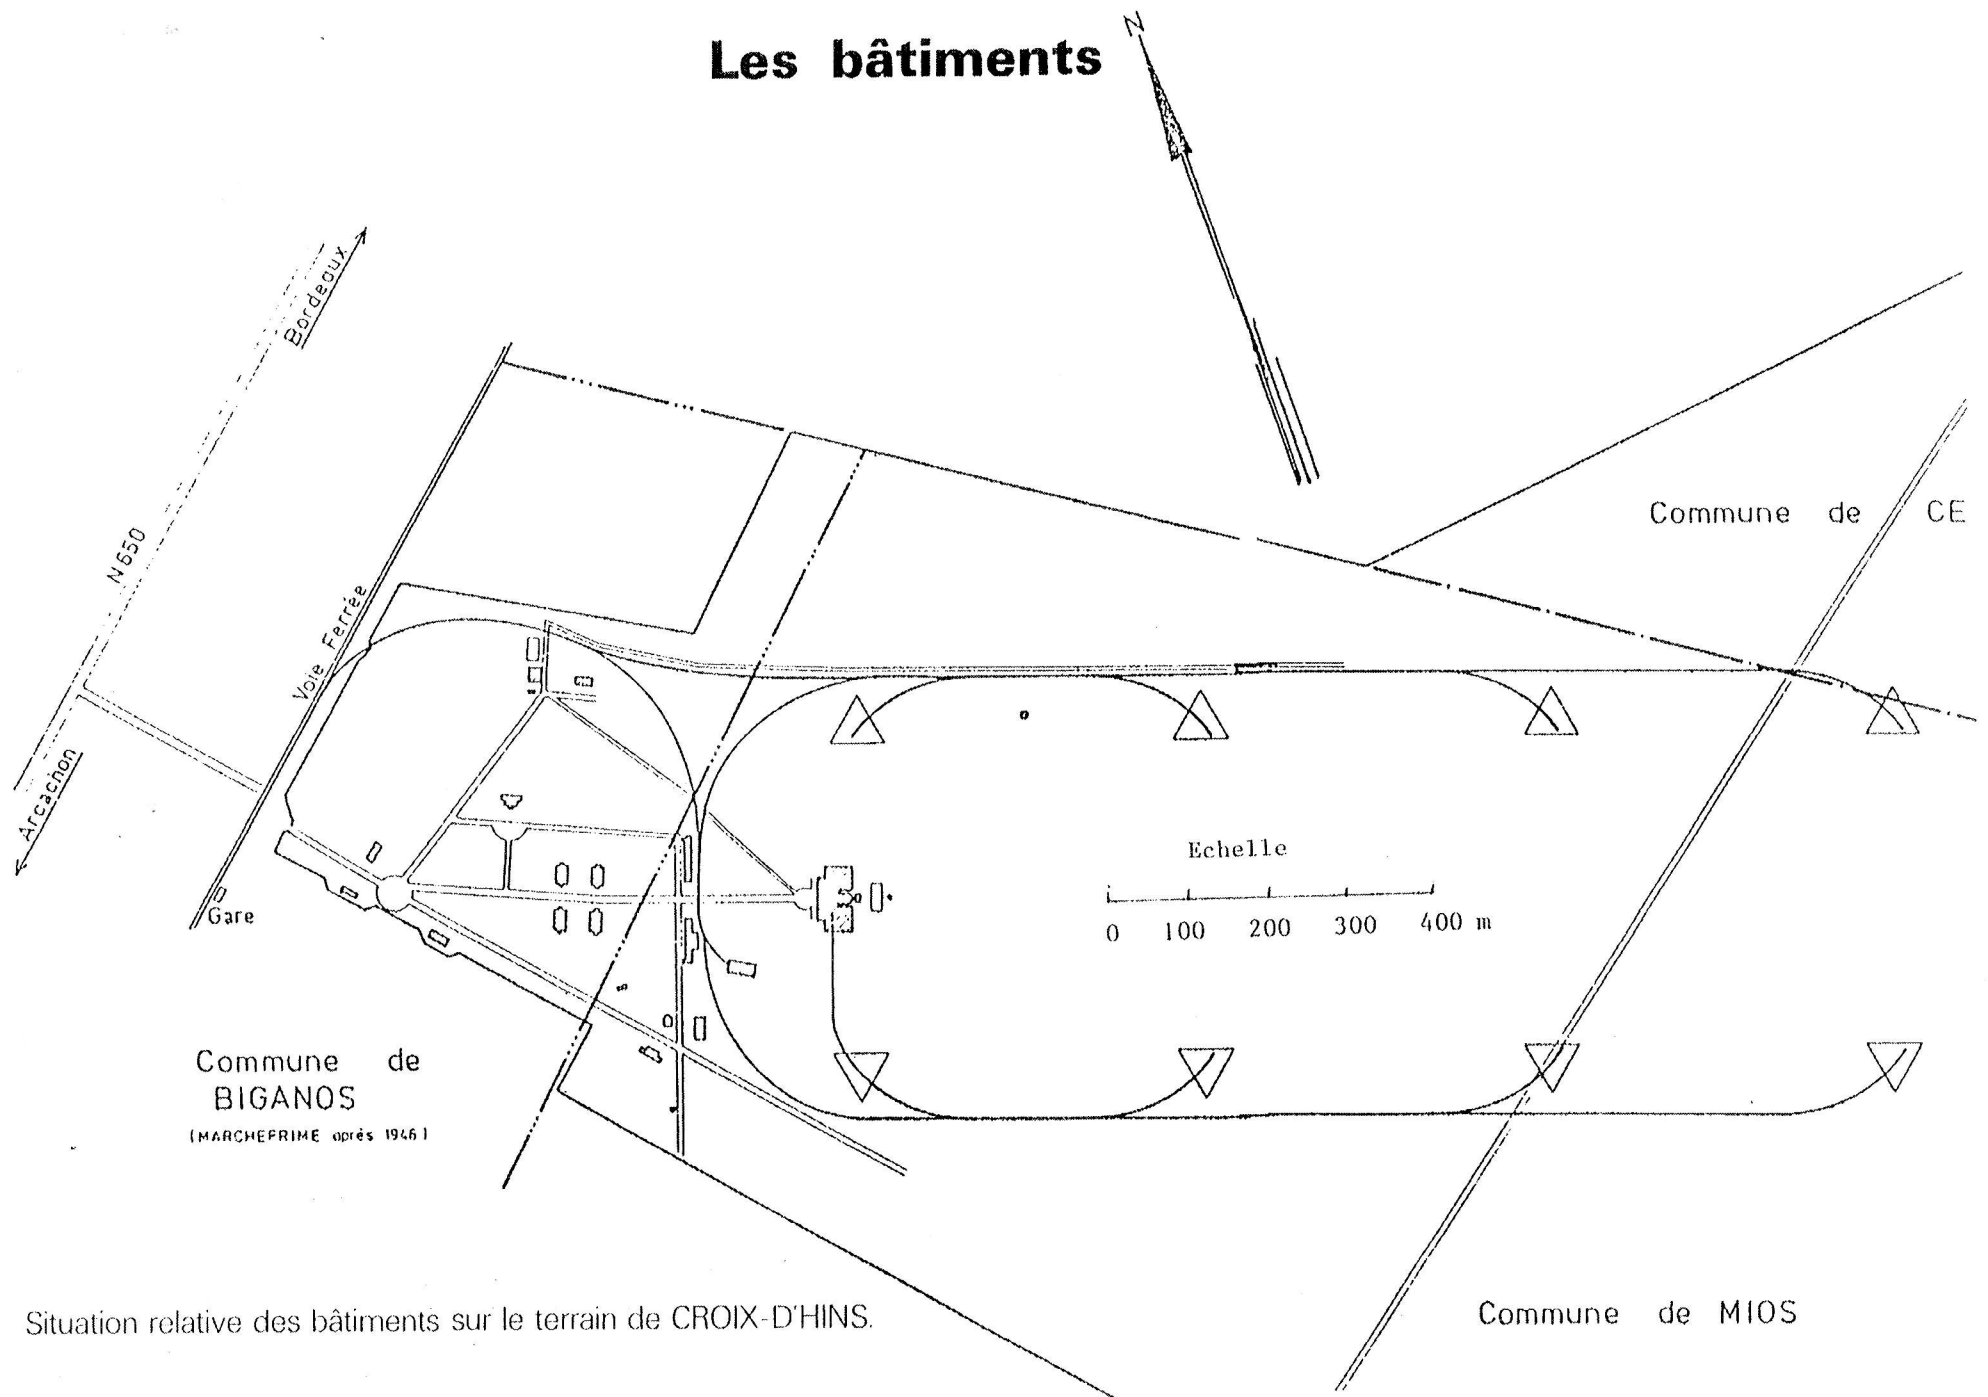 Les bâtiments
N
Bordeaux
N650
Voie Ferrée
Arcachon
Gare
Commune de CE
Echelle
0 100 200 300 400 m
Commune de
BIGANOS
(MARCHEPRIME après 1946)
Situation relative des bâtiments sur le terrain de CROIX-D'HINS.
Commune de MIOS